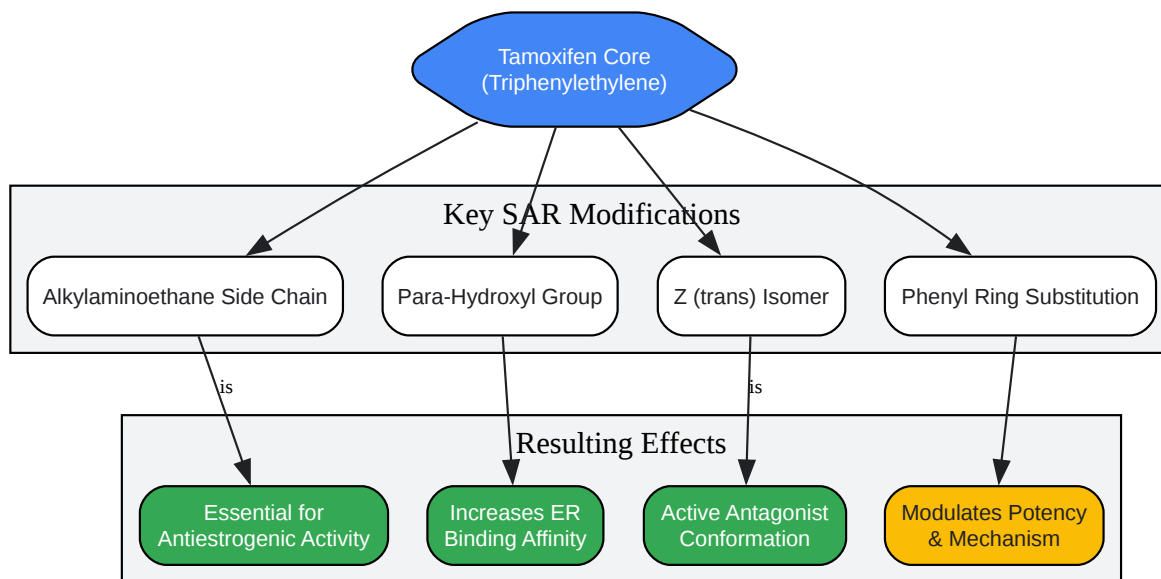 Tamoxifen Core
(Triphenylethylene)
Key SAR Modifications
Alkylaminoethane Side Chain
Para-Hydroxyl Group
Z (trans) Isomer
Phenyl Ring Substitution
is
is
Resulting Effects
Essential for
Antiestrogenic Activity
Increases ER
Binding Affinity
Active Antagonist
Conformation
Modulates Potency
& Mechanism